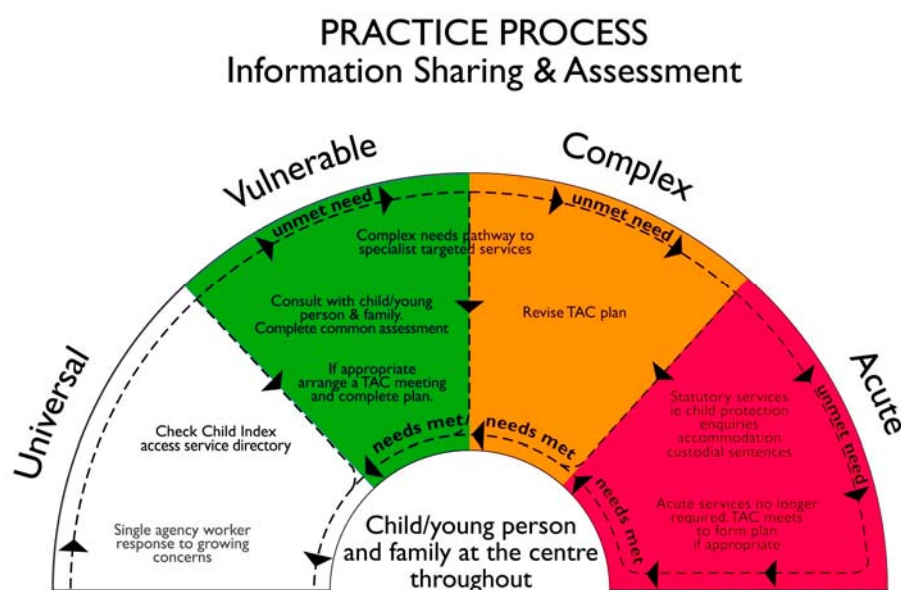 PRACTICE PROCESS
Information Sharing & Assessment
Universal
Vulnerable
Complex
Acute
unmet need
unmet need
unmet need
Complex needs pathway to
specialist targeted services
Consult with child/young
person & family.
Complete common assessment
If appropriate
arrange a TAC meeting
and complete plan.
Revise TAC plan
Check Child Index
access service directory
Single agency worker
response to growing
concerns
Statutory services
ie child protection
enquiries
accommodation
custodial sentences
Acute services no longer
required. TAC meets
to form plan
if appropriate
needs met
needs met
needs met
Child/young person
and family at the centre
throughout